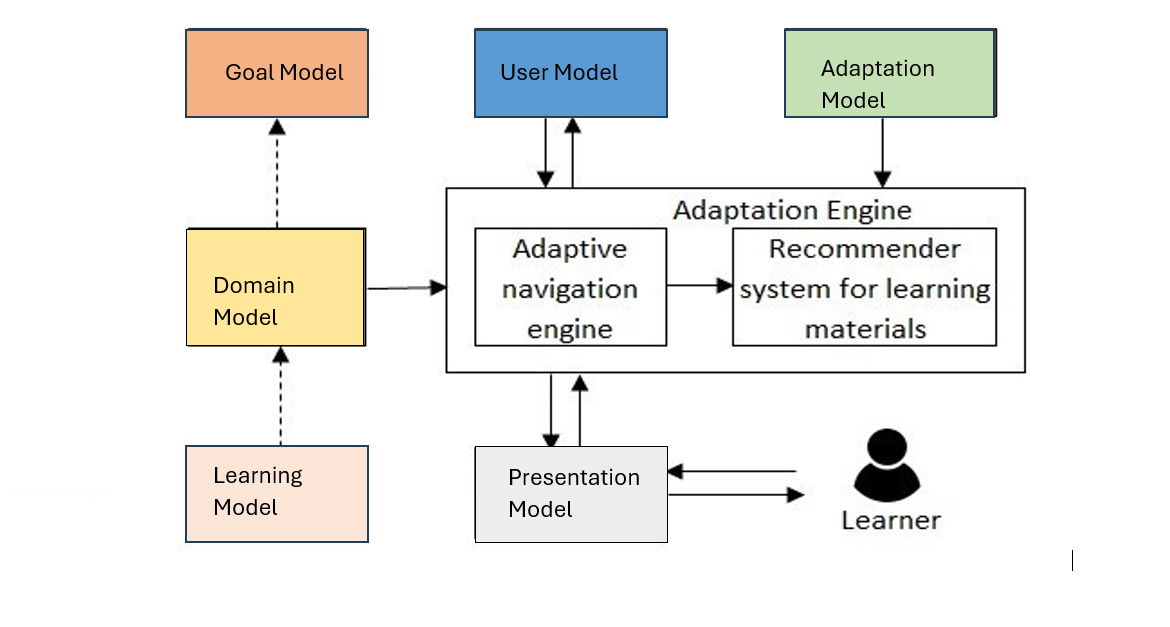 Goal Model
User Model
Adaptation
Model
Adaptation Engine
Adaptive
navigation
engine
Recommender
system for learning
materials
Domain
Model
Learning
Model
Presentation
Model
Learner